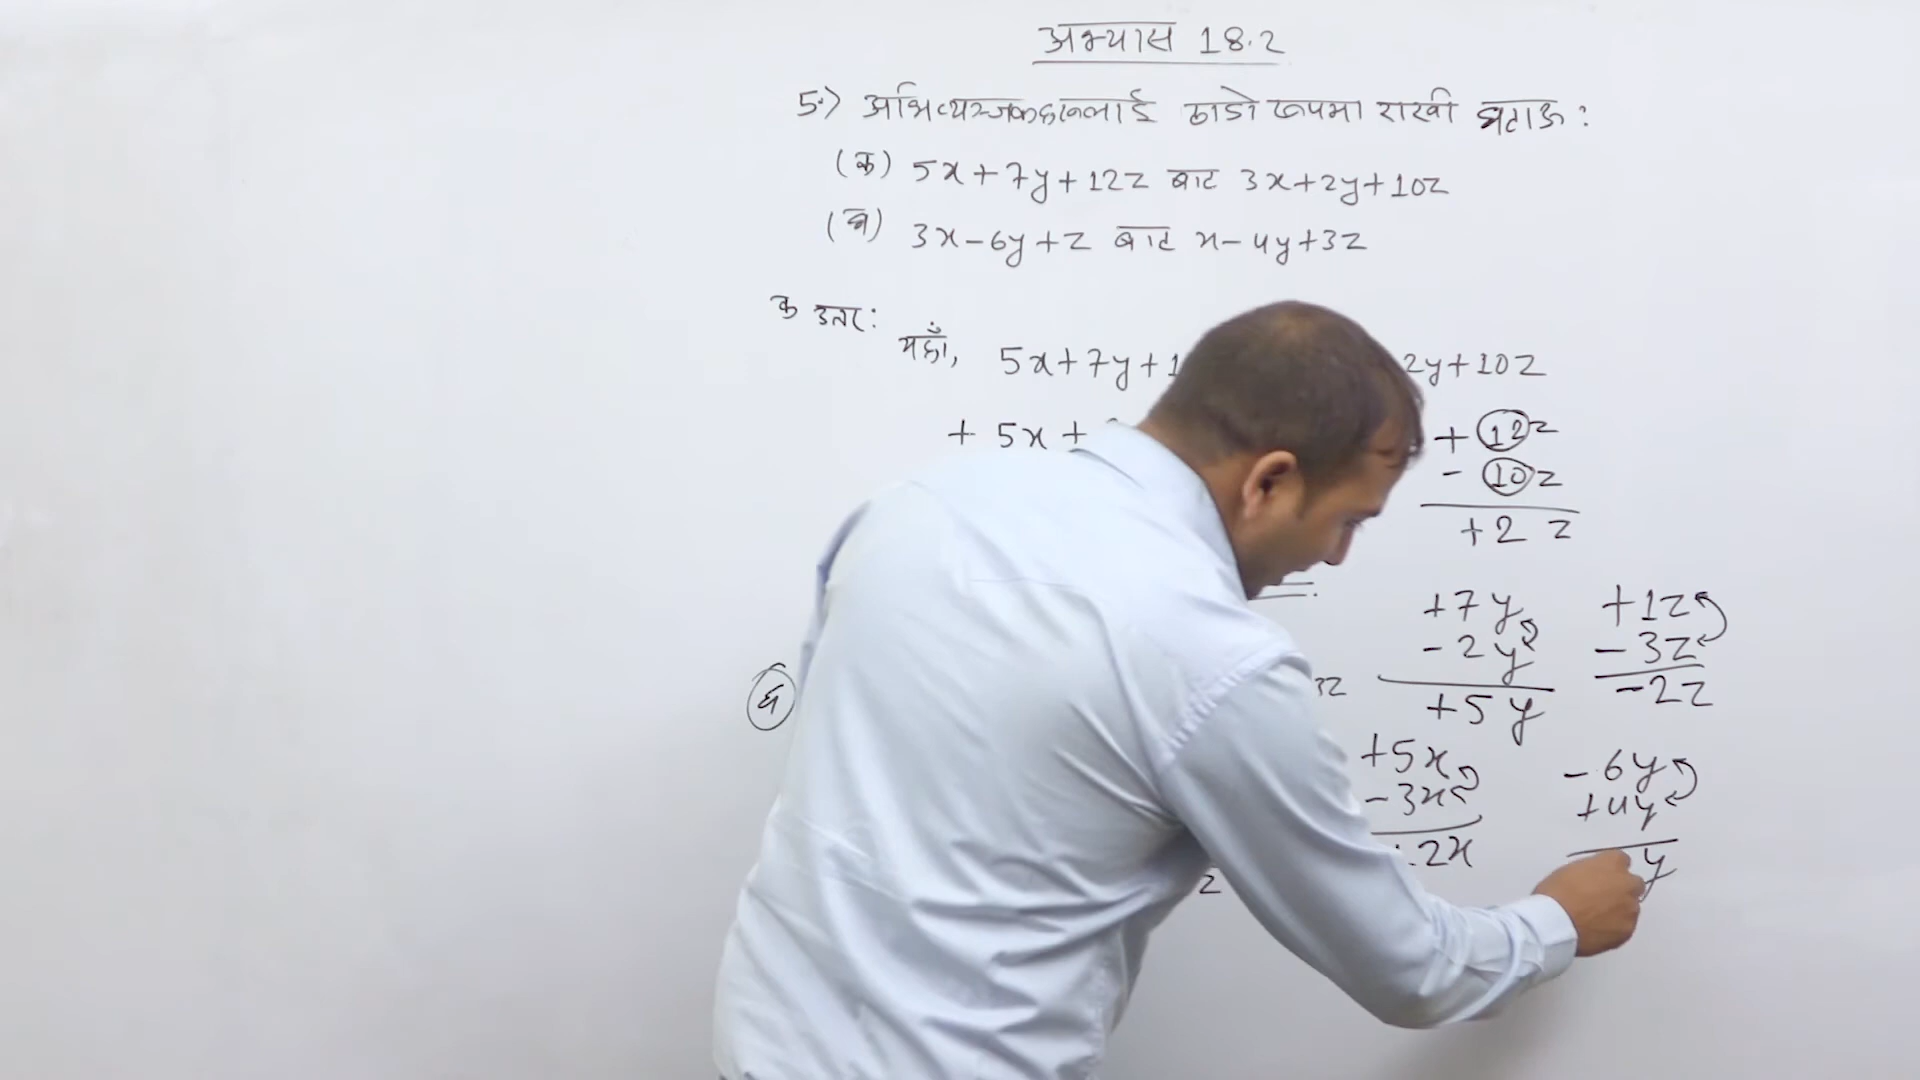 अभ्यास 18.2
5.) अभिव्यञ्जकहरूलाई ठाडो रूपमा राखी घटाऊ:
(क) 5x+7y+12z बाट 3x+2y+10z
(घ) 3x-6y+z बाट x-4y+3z
क उत्तर:
यहाँ, 5x+7y+1 2y+10z
+ 5x + + 12z
- 10z
+2 z
+7y +1z
- 2y - 3z
घ 3z +5y -2z
+5x - 6y
- 3x +4y
2x y
z